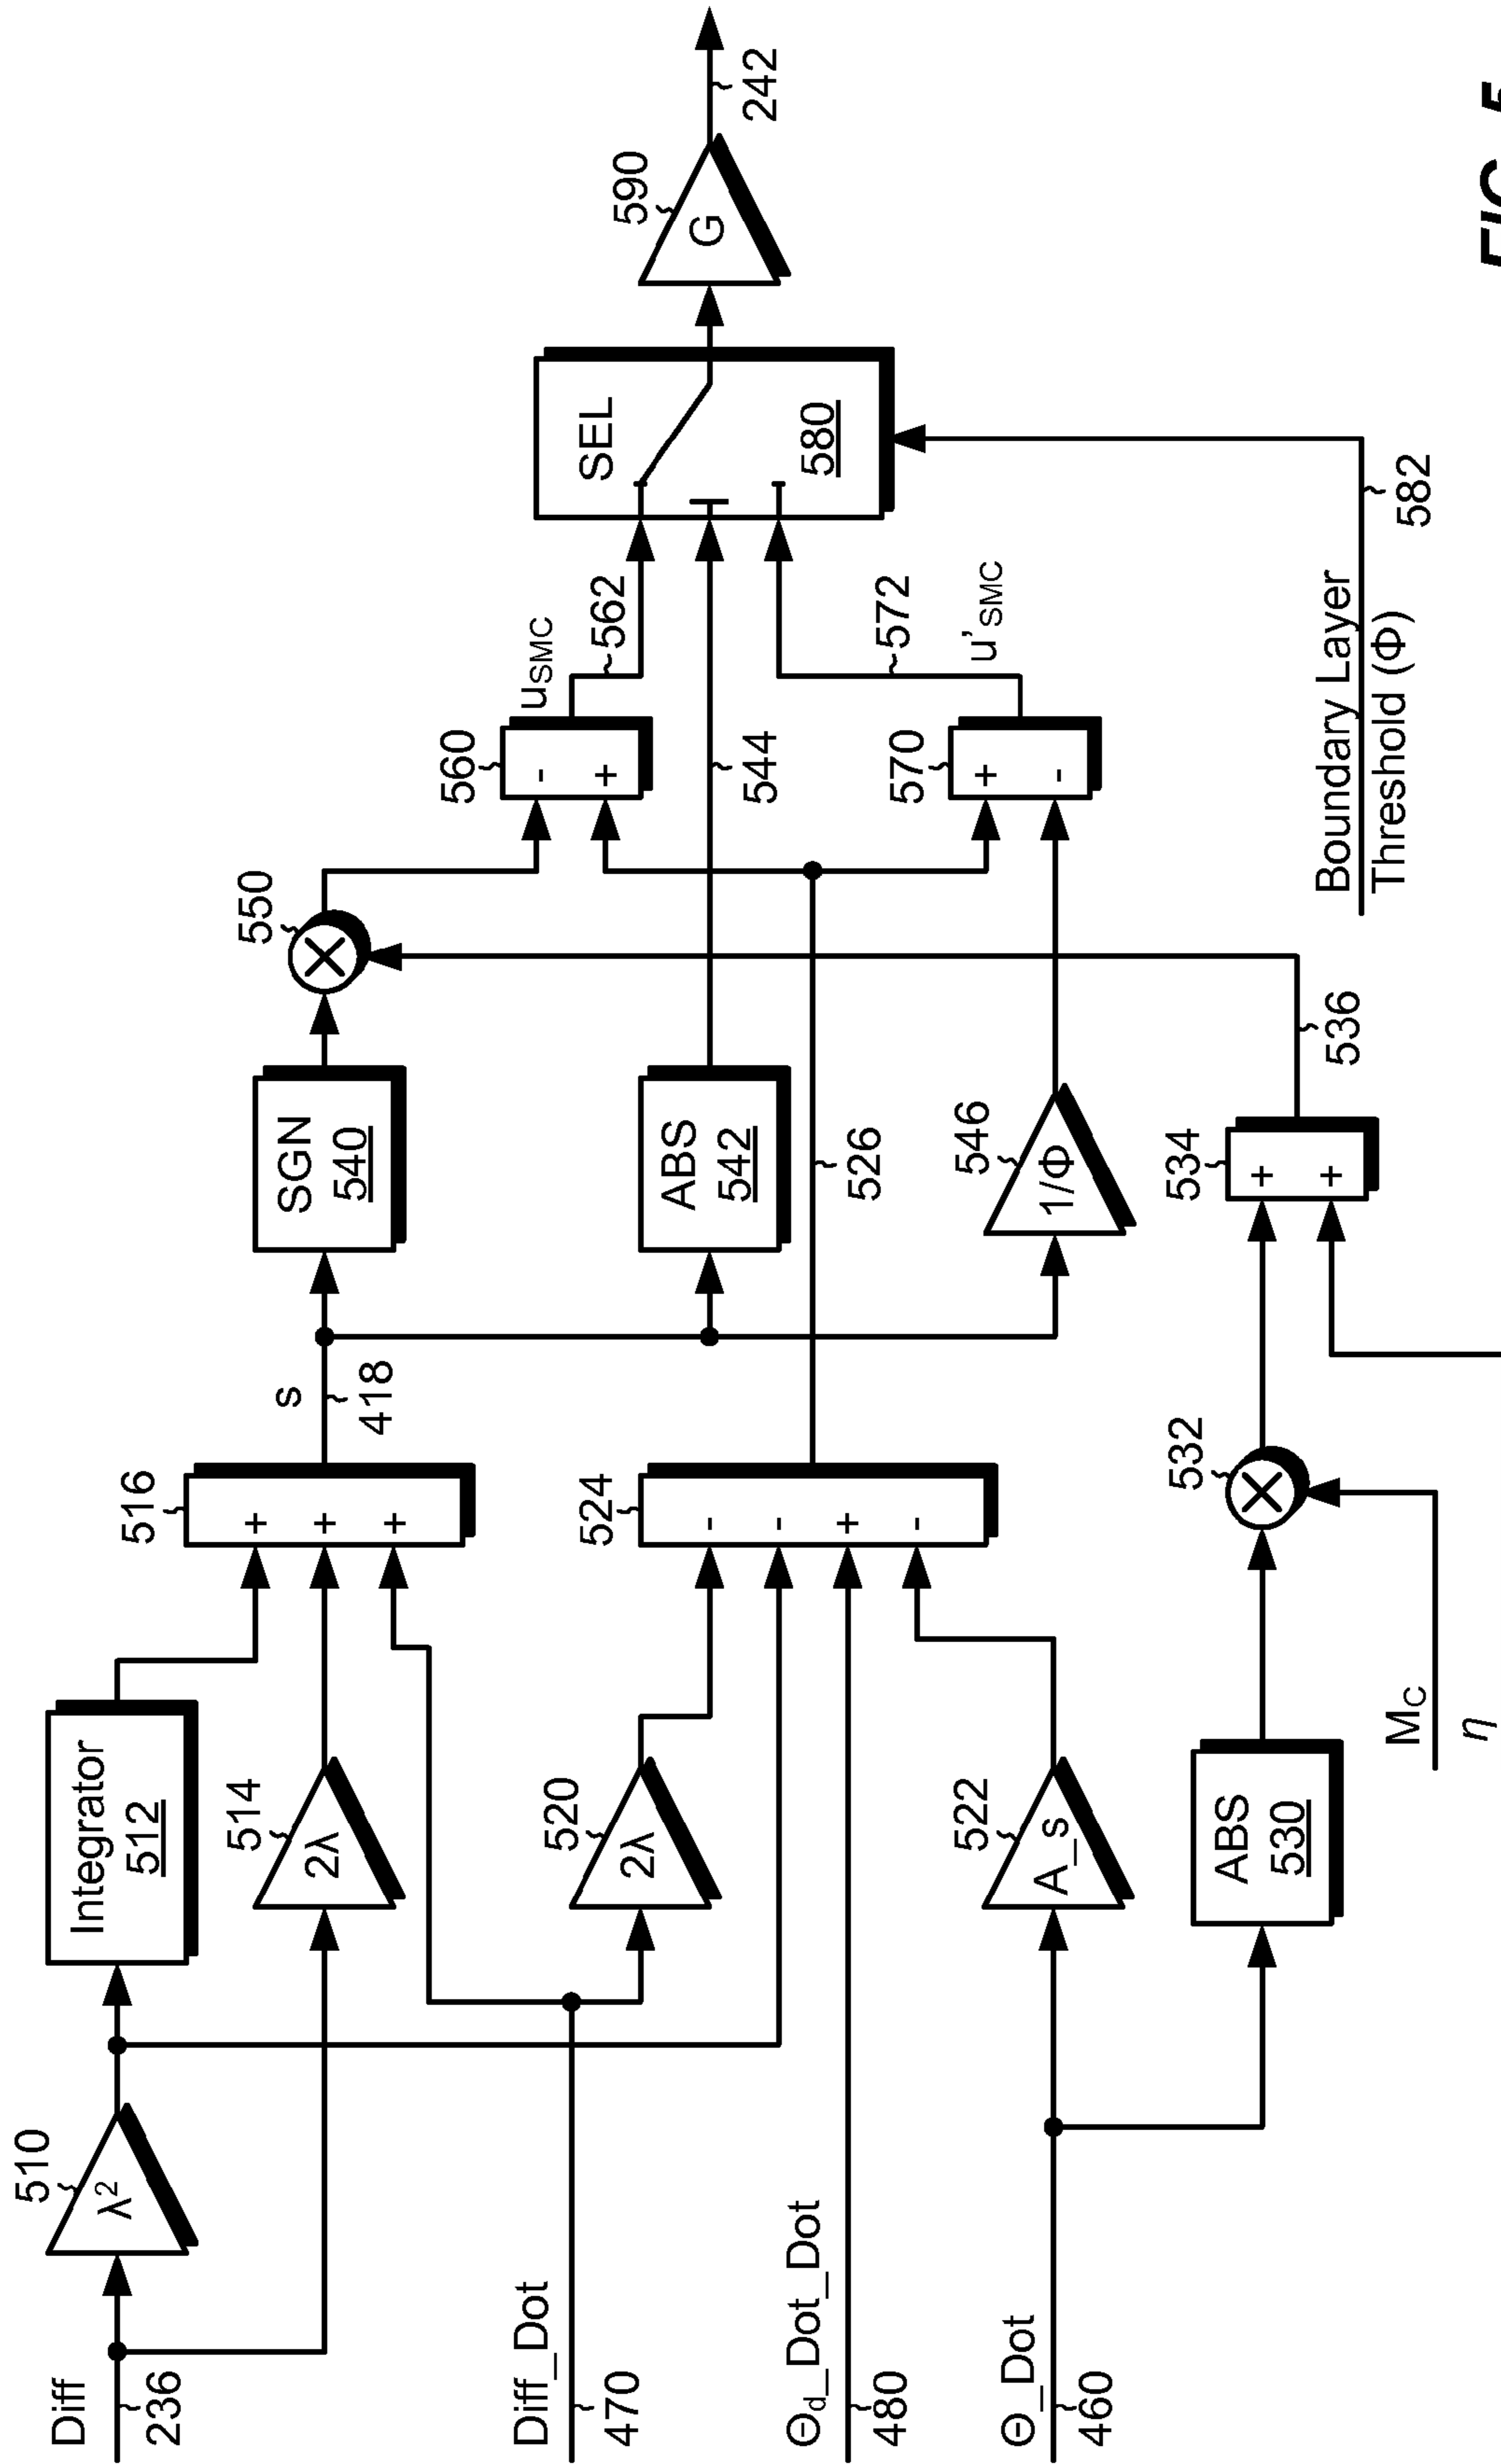 Diff
236
510
λ²
Integrator
512
514
2λ
516
+
+
+
s
418
SGN
540
550
560
-
+
uSMC
562
SEL
580
590
G
242
Diff_Dot
470
520
2λ
524
-
-
+
-
ABS
542
544
526
Θd_Dot_Dot
480
570
+
-
572
u'SMC
Θ_Dot
460
522
A_s
546
1/Φ
ABS
530
532
534
+
+
536
MC
η
Boundary Layer
Threshold (Φ)
582
FIG. 5